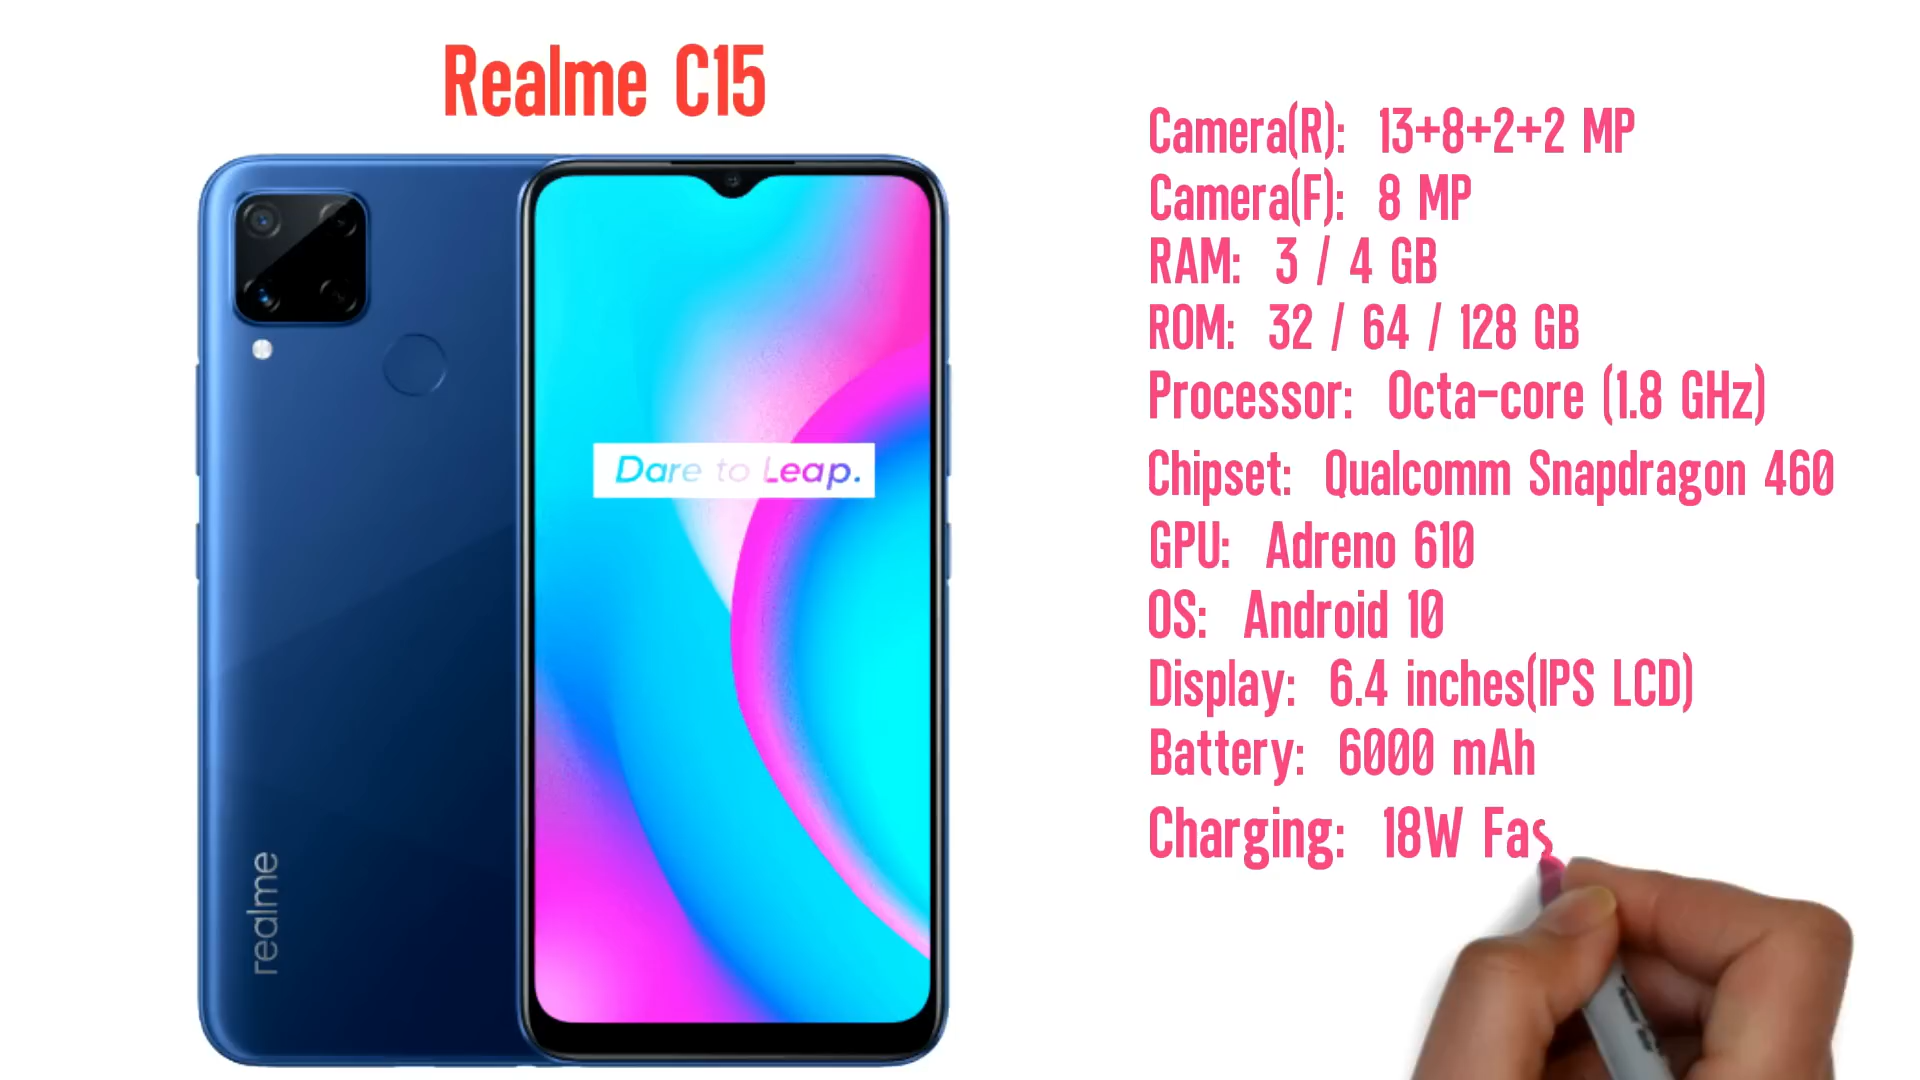 Realme C15
Camera(R): 13+8+2+2 MP
Camera(F): 8 MP
RAM: 3 / 4 GB
ROM: 32 / 64 / 128 GB
Processor: Octa-core (1.8 GHz)
Chipset: Qualcomm Snapdragon 460
GPU: Adreno 610
OS: Android 10
Display: 6.4 inches(IPS LCD)
Battery: 6000 mAh
Charging: 18W Fas
Dare to Leap.
realme